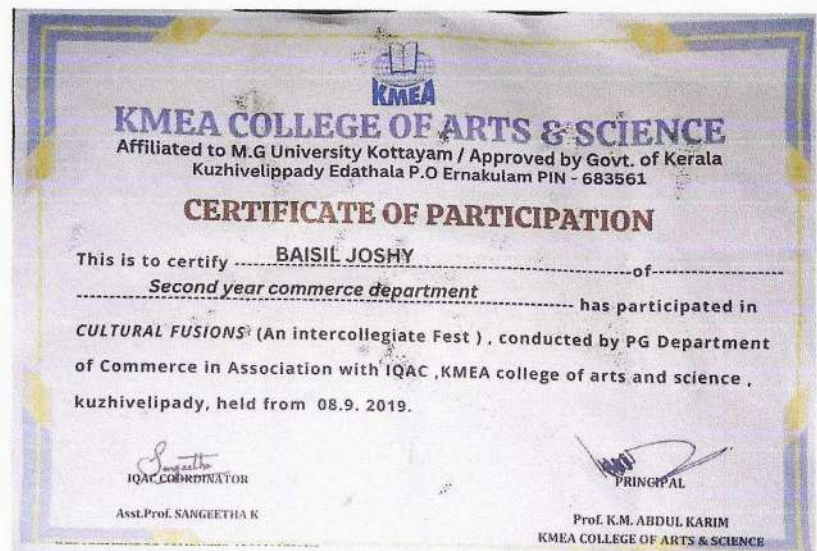 KMEA
KMEA COLLEGE OF ARTS & SCIENCE
Affiliated to M.G University Kottayam / Approved by Govt. of Kerala
Kuzhivelippady Edathala P.O Ernakulam PIN - 683561
CERTIFICATE OF PARTICIPATION
This is to certify ----- BAISIL JOSHY -----of-----
----- Second year commerce department ----- has participated in
CULTURAL FUSIONS (An intercollegiate Fest ) , conducted by PG Department
of Commerce in Association with IQAC ,KMEA college of arts and science ,
kuzhivelipady, held from 08.9. 2019.
Sangeetha
IQAC COORDINATOR
PRINCIPAL
Asst.Prof. SANGEETHA K
Prof. K.M. ABDUL KARIM
KMEA COLLEGE OF ARTS & SCIENCE